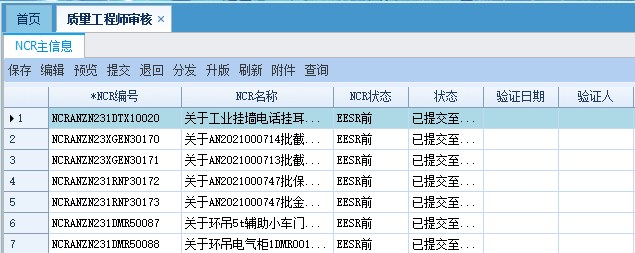 首页 质量工程师审核 ×
NCR主信息
保存 编辑 预览 提交 退回 分发 升版 刷新 附件 查询
*NCR编号 NCR名称 NCR状态 状态 验证日期 验证人
1 NCRANZN231DTX10020 关于工业挂墙电话挂耳... EESR前 已提交至...
2 NCRANZN23XGEN30170 关于AN2021000714批截... EESR前 已提交至...
3 NCRANZN23XGEN30171 关于AN2021000713批截... EESR前 已提交至...
4 NCRANZN231RNP30172 关于AN2021000747批保... EESR前 已提交至...
5 NCRANZN231RNP30173 关于AN2021000747批金... EESR前 已提交至...
6 NCRANZN231DMR50087 关于环吊5t辅助小车门... EESR前 已提交至...
7 NCRANZN231DMR50088 关于环吊电气柜1DMR001... EESR前 已提交至...